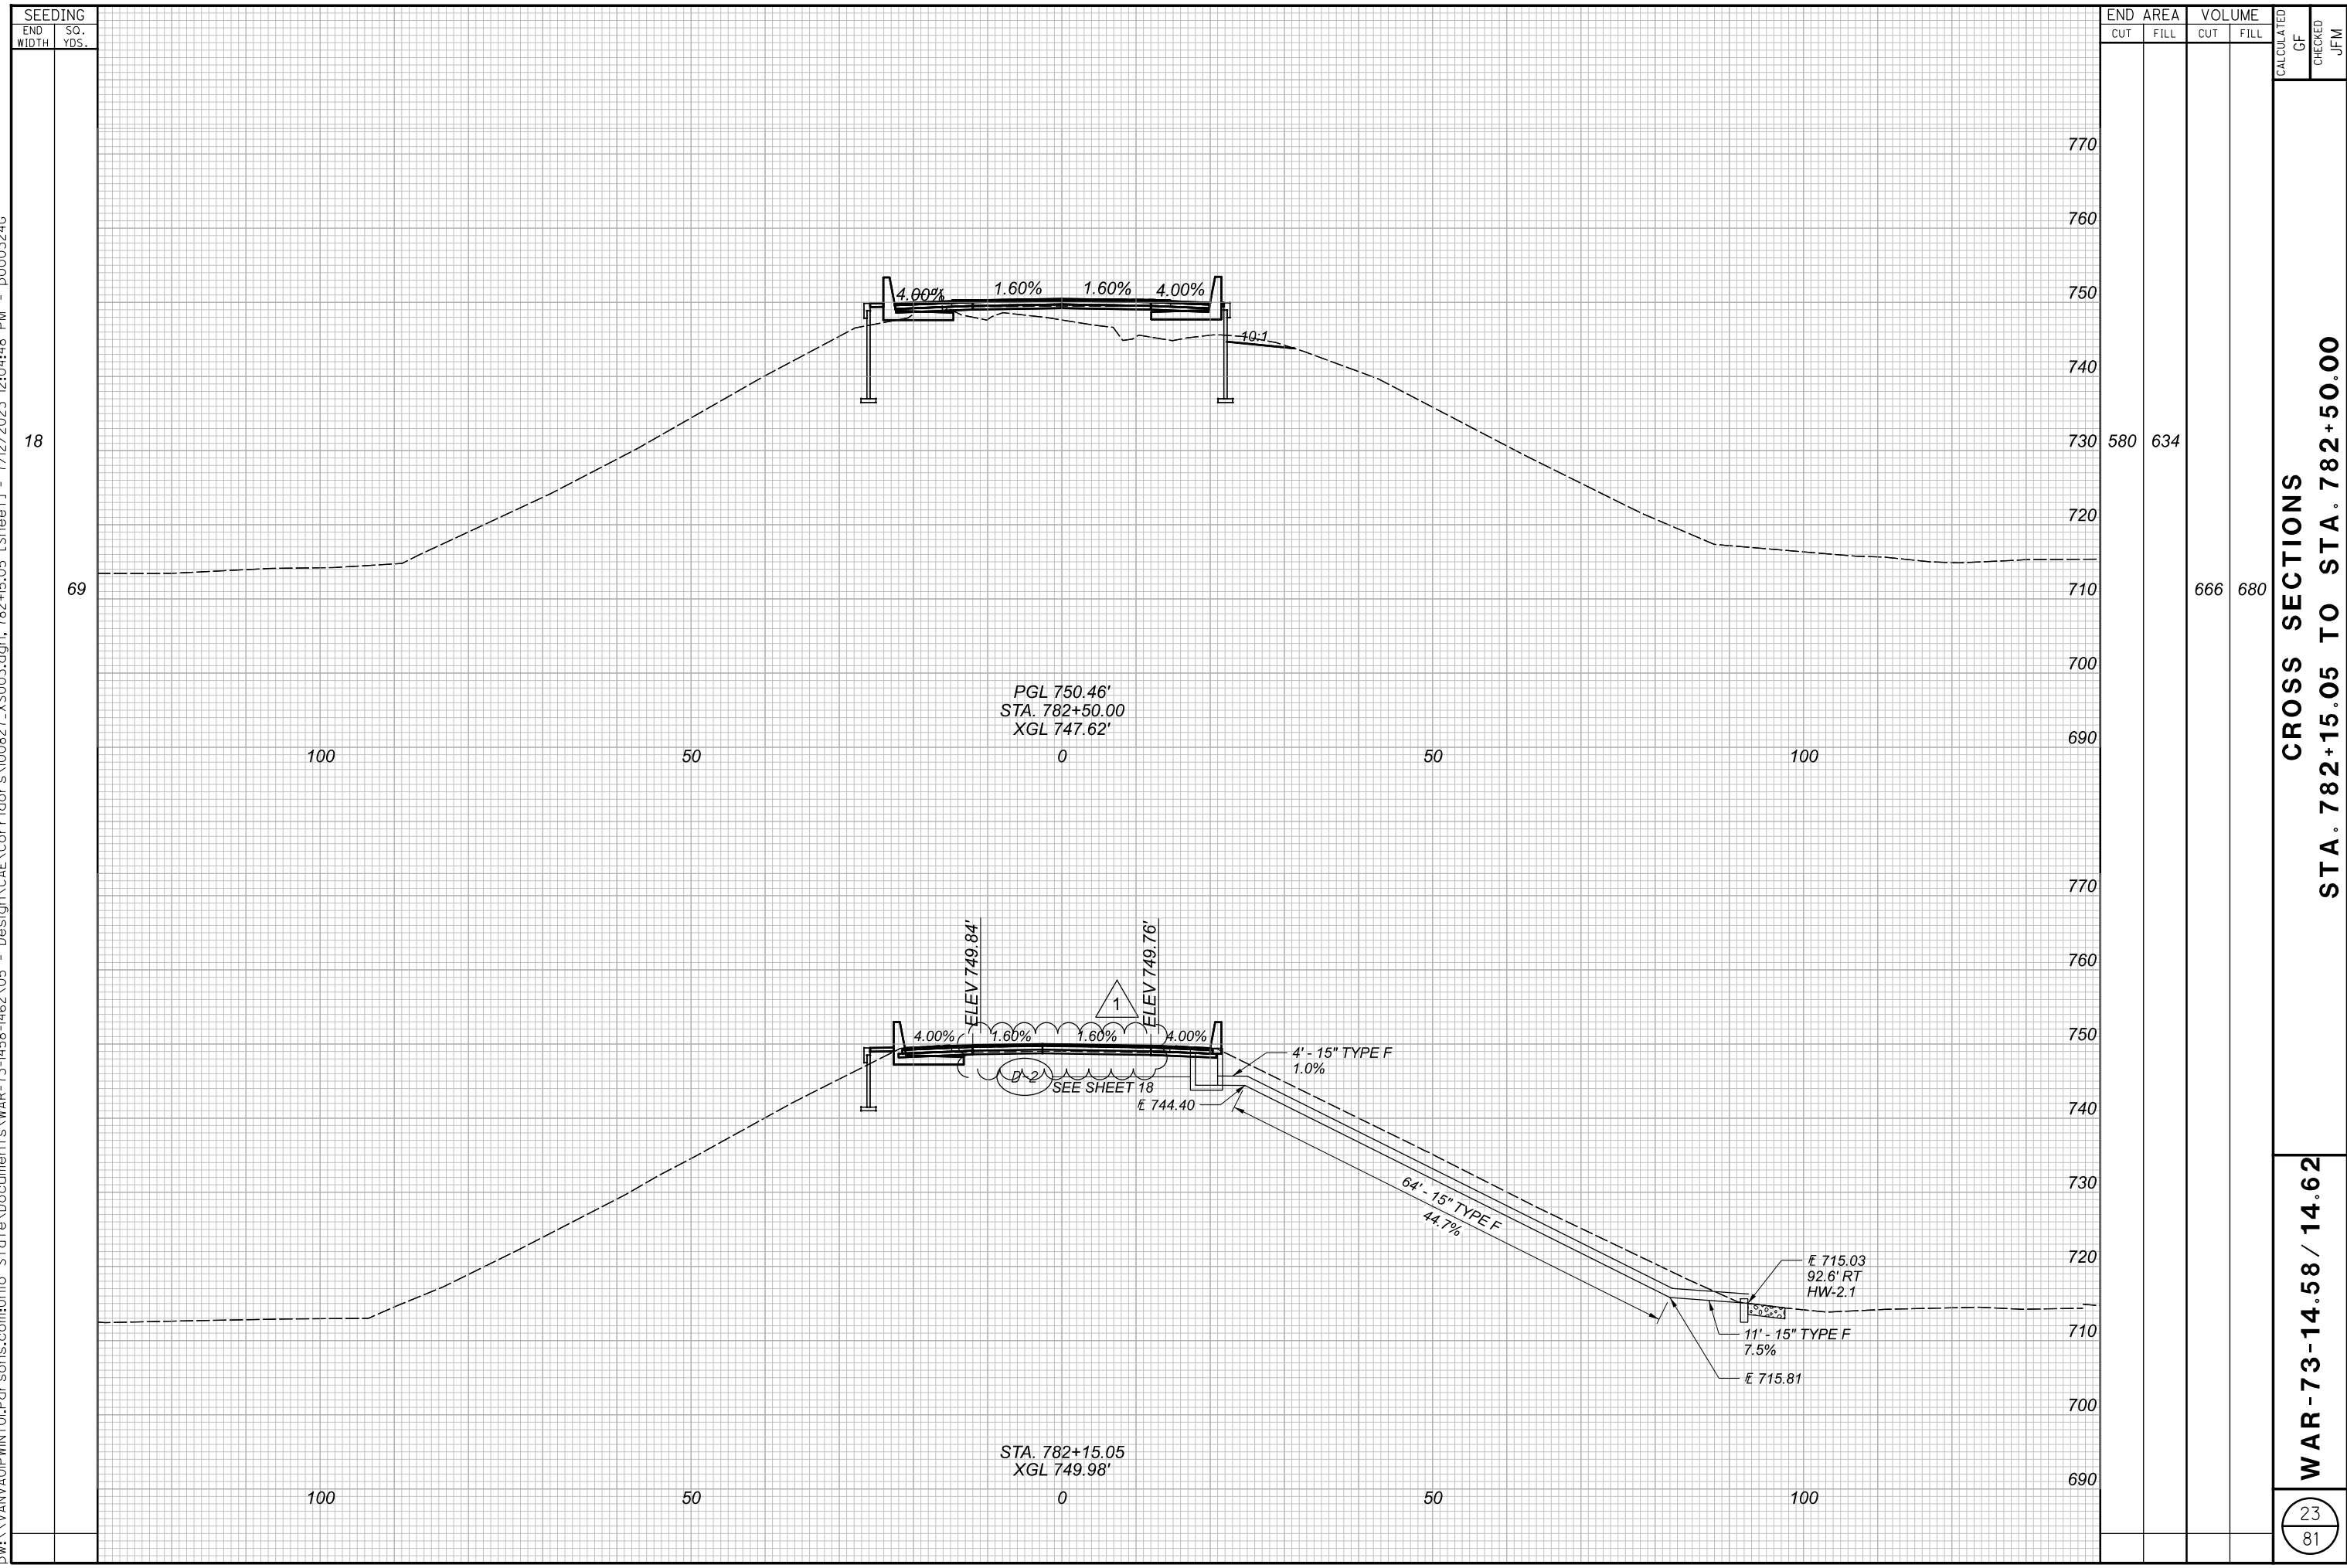 SEEDING
END WIDTH
SQ. YDS.
END AREA
VOLUME
CUT
FILL
CUT
FILL
CALCULATED
GF
CHECKED
JFM
770
760
750
740
730
720
710
700
690
4.00%
1.60%
1.60%
4.00%
10:1
18
580
634
69
666
680
PGL 750.46'
STA. 782+50.00
XGL 747.62'
100
50
0
50
100
770
760
750
740
730
720
710
700
690
ELEV 749.84'
ELEV 749.76'
1
4.00%
1.60%
1.60%
4.00%
D-2
SEE SHEET 18
4' - 15" TYPE F
1.0%
℄ 744.40
64' - 15" TYPE F
44.7%
℄ 715.03
92.6' RT
HW-2.1
11' - 15" TYPE F
7.5%
℄ 715.81
STA. 782+15.05
XGL 749.98'
100
50
0
50
100
CROSS SECTIONS
STA. 782+15.05 TO STA. 782+50.00
WAR-73-14.58/14.62
23
81